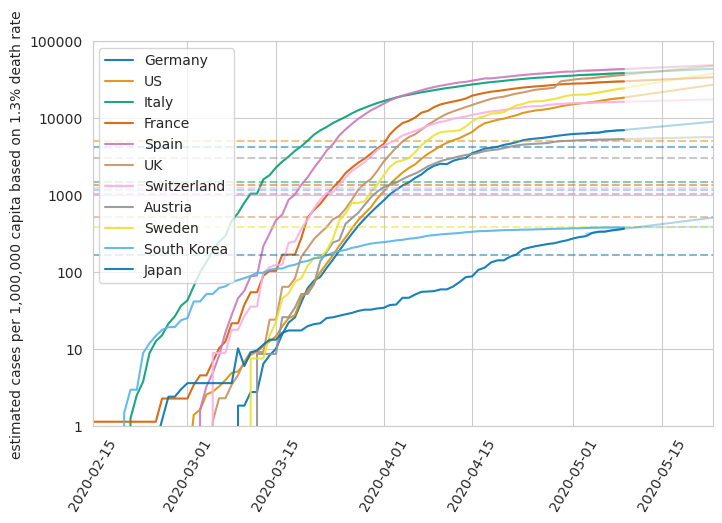 estimated cases per 1,000,000 capita based on 1.3% death rate
100000
10000
1000
100
10
1
Germany
US
Italy
France
Spain
UK
Switzerland
Austria
Sweden
South Korea
Japan
2020-02-15
2020-03-01
2020-03-15
2020-04-01
2020-04-15
2020-05-01
2020-05-15